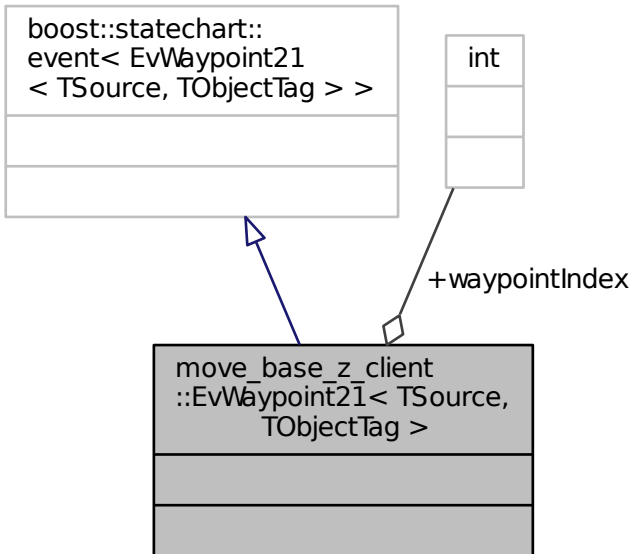 boost::statechart::
event< EvWaypoint21
< TSource, TObjectTag > >
int
+waypointIndex
move_base_z_client
::EvWaypoint21< TSource,
TObjectTag >